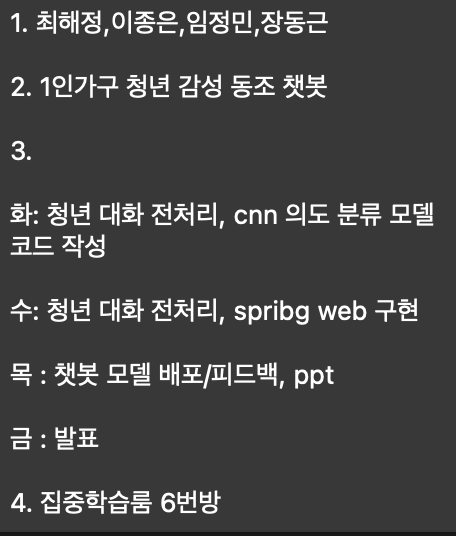 1. 최해정,이종은,임정민,장동근
2. 1인가구 청년 감성 동조 챗봇
3.
화: 청년 대화 전처리, cnn 의도 분류 모델
코드 작성
수: 청년 대화 전처리, spribg web 구현
목 : 챗봇 모델 배포/피드백, ppt
금 : 발표
4. 집중학습룸 6번방